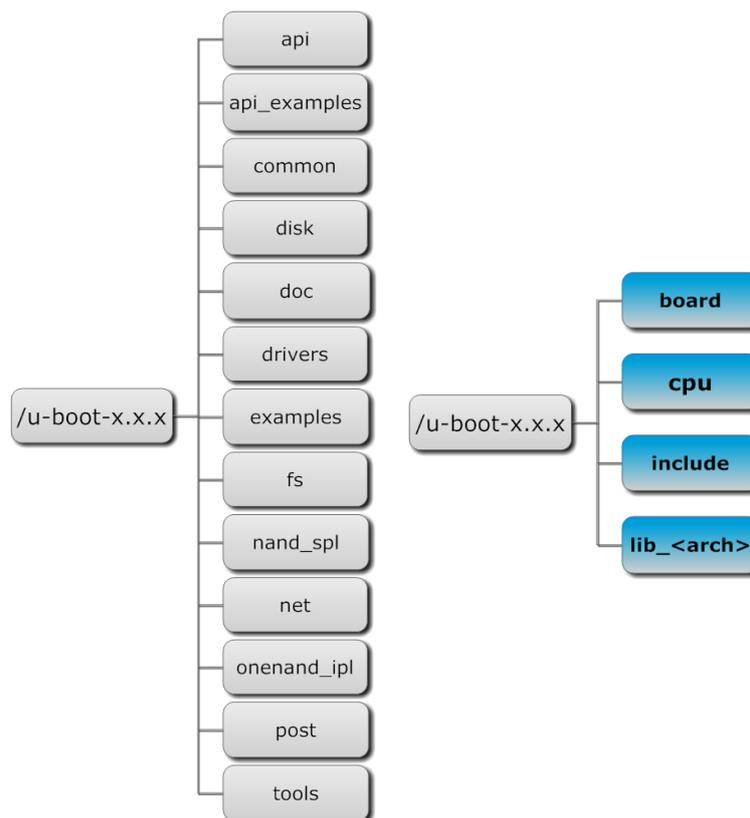 /u-boot-x.x.x
api
api_examples
common
disk
doc
drivers
examples
fs
nand_spl
net
onenand_ipl
post
tools
/u-boot-x.x.x
board
cpu
include
lib_<arch>